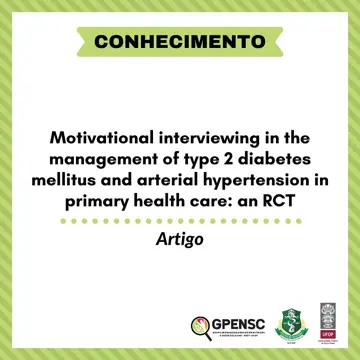 CONHECIMENTO
Motivational interviewing in the
management of type 2 diabetes
mellitus and arterial hypertension in
primary health care: an RCT
Artigo
GPENSC
UFOP